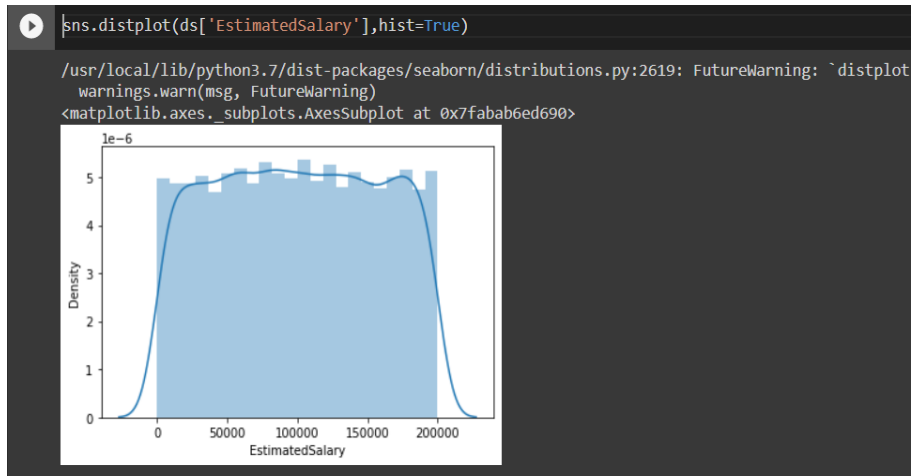 sns.distplot(ds['EstimatedSalary'],hist=True)
/usr/local/lib/python3.7/dist-packages/seaborn/distributions.py:2619: FutureWarning: `distplot
warnings.warn(msg, FutureWarning)
<matplotlib.axes._subplots.AxesSubplot at 0x7fabab6ed690>
1e−6
5
4
3
2
1
0
Density
0 50000 100000 150000 200000
EstimatedSalary